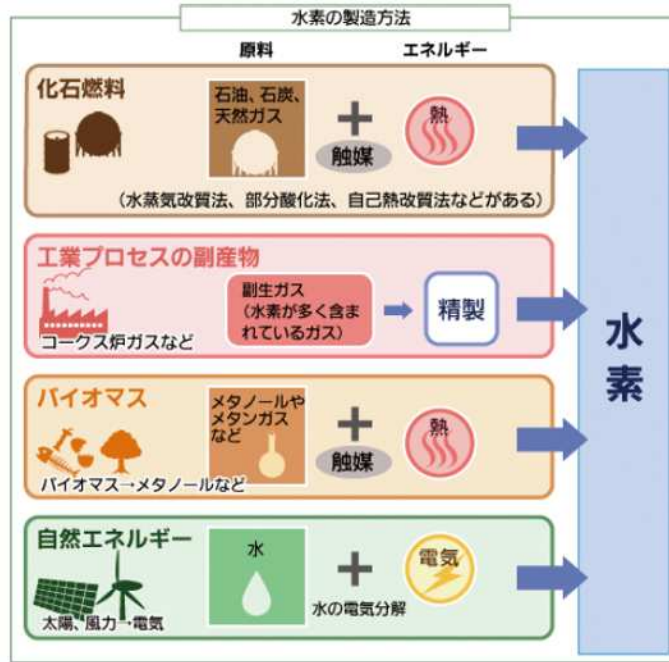 水素の製造方法
原料
エネルギー
化石燃料
石油、石炭、
天然ガス
＋
触媒
熱
(水蒸気改質法、部分酸化法、自己熱改質法などがある)
工業プロセスの副産物
コークス炉ガスなど
副生ガス
(水素が多く含ま
れているガス)
精製
バイオマス
バイオマス→メタノールなど
メタノールや
メタンガス
など
＋
触媒
熱
自然エネルギー
太陽、風力→電気
水
＋
電気
水の電気分解
水素